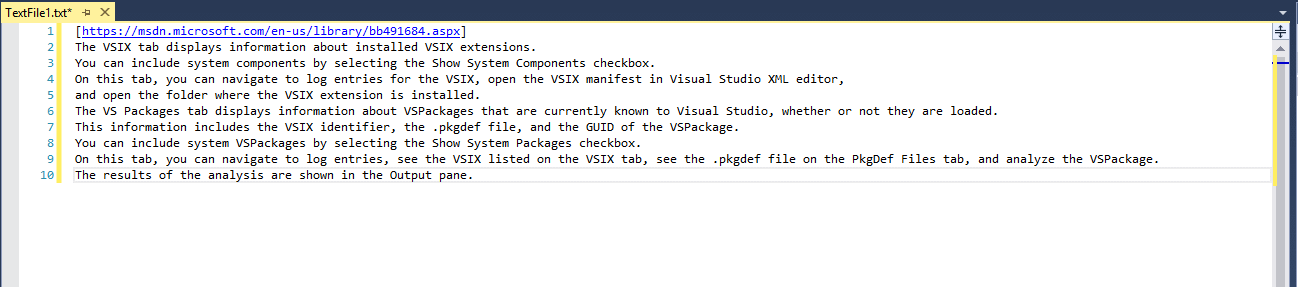 TextFile1.txt*
1 [https://msdn.microsoft.com/en-us/library/bb491684.aspx]
2 The VSIX tab displays information about installed VSIX extensions.
3 You can include system components by selecting the Show System Components checkbox.
4 On this tab, you can navigate to log entries for the VSIX, open the VSIX manifest in Visual Studio XML editor,
5 and open the folder where the VSIX extension is installed.
6 The VS Packages tab displays information about VSPackages that are currently known to Visual Studio, whether or not they are loaded.
7 This information includes the VSIX identifier, the .pkgdef file, and the GUID of the VSPackage.
8 You can include system VSPackages by selecting the Show System Packages checkbox.
9 On this tab, you can navigate to log entries, see the VSIX listed on the VSIX tab, see the .pkgdef file on the PkgDef Files tab, and analyze the VSPackage.
10 The results of the analysis are shown in the Output pane.